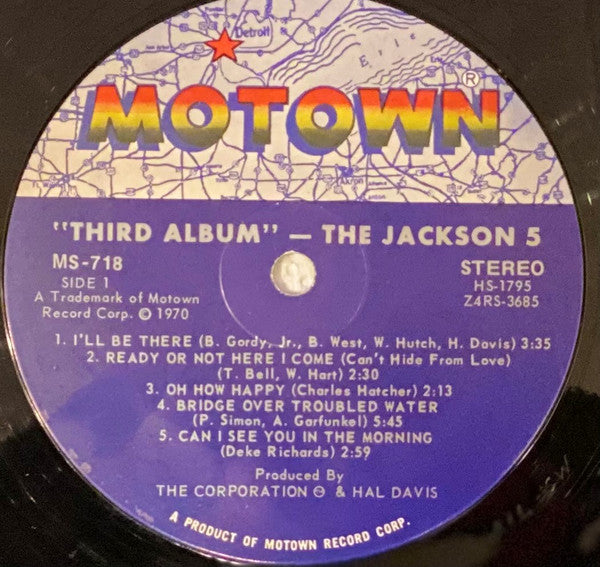 Detroit
Erie
MOTOWN®
Akron
"THIRD ALBUM" — THE JACKSON 5
MS-718 STEREO
SIDE 1 HS-1795
A Trademark of Motown Z4RS-3685
Record Corp. © 1970
1. I'LL BE THERE (B. Gordy, Jr., B. West, W. Hutch, H. Davis) 3:35
2. READY OR NOT HERE I COME (Can't Hide From Love)
(T. Bell, W. Hart) 2:30
3. OH HOW HAPPY (Charles Hatcher) 2:13
4. BRIDGE OVER TROUBLED WATER
(P. Simon, A. Garfunkel) 5:45
5. CAN I SEE YOU IN THE MORNING
(Deke Richards) 2:59
Produced By
THE CORPORATION ⊖ & HAL DAVIS
A PRODUCT OF MOTOWN RECORD CORP.